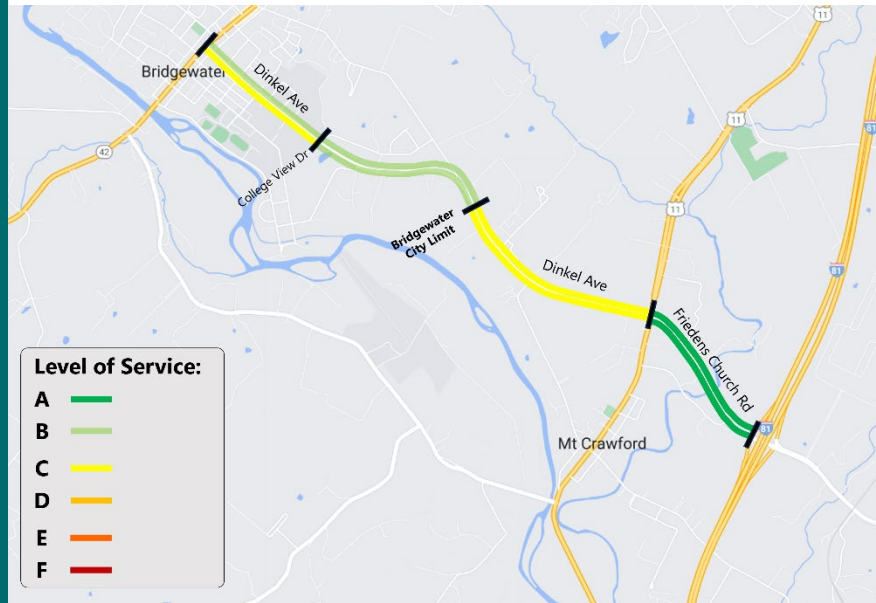 11
11
81
Bridgewater
Dinkel Ave
42
College View Dr
11
Bridgewater
City Limit
81
Dinkel Ave
Friedens Church Rd
81
Mt Crawford
Level of Service:
A
B
C
D
E
F